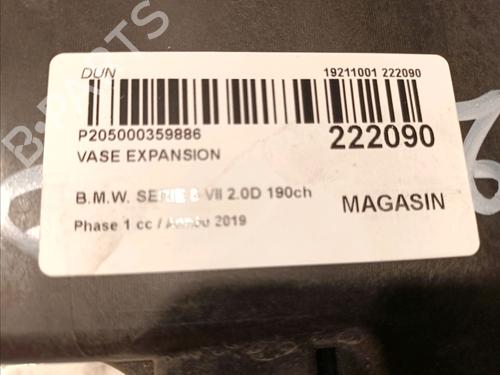 DUN
19211001 222090
P205000359886
222090
VASE EXPANSION
B.M.W. SERIE VII 2.0D 190ch
MAGASIN
Phase 1 cc / Année 2019
B-PARTS